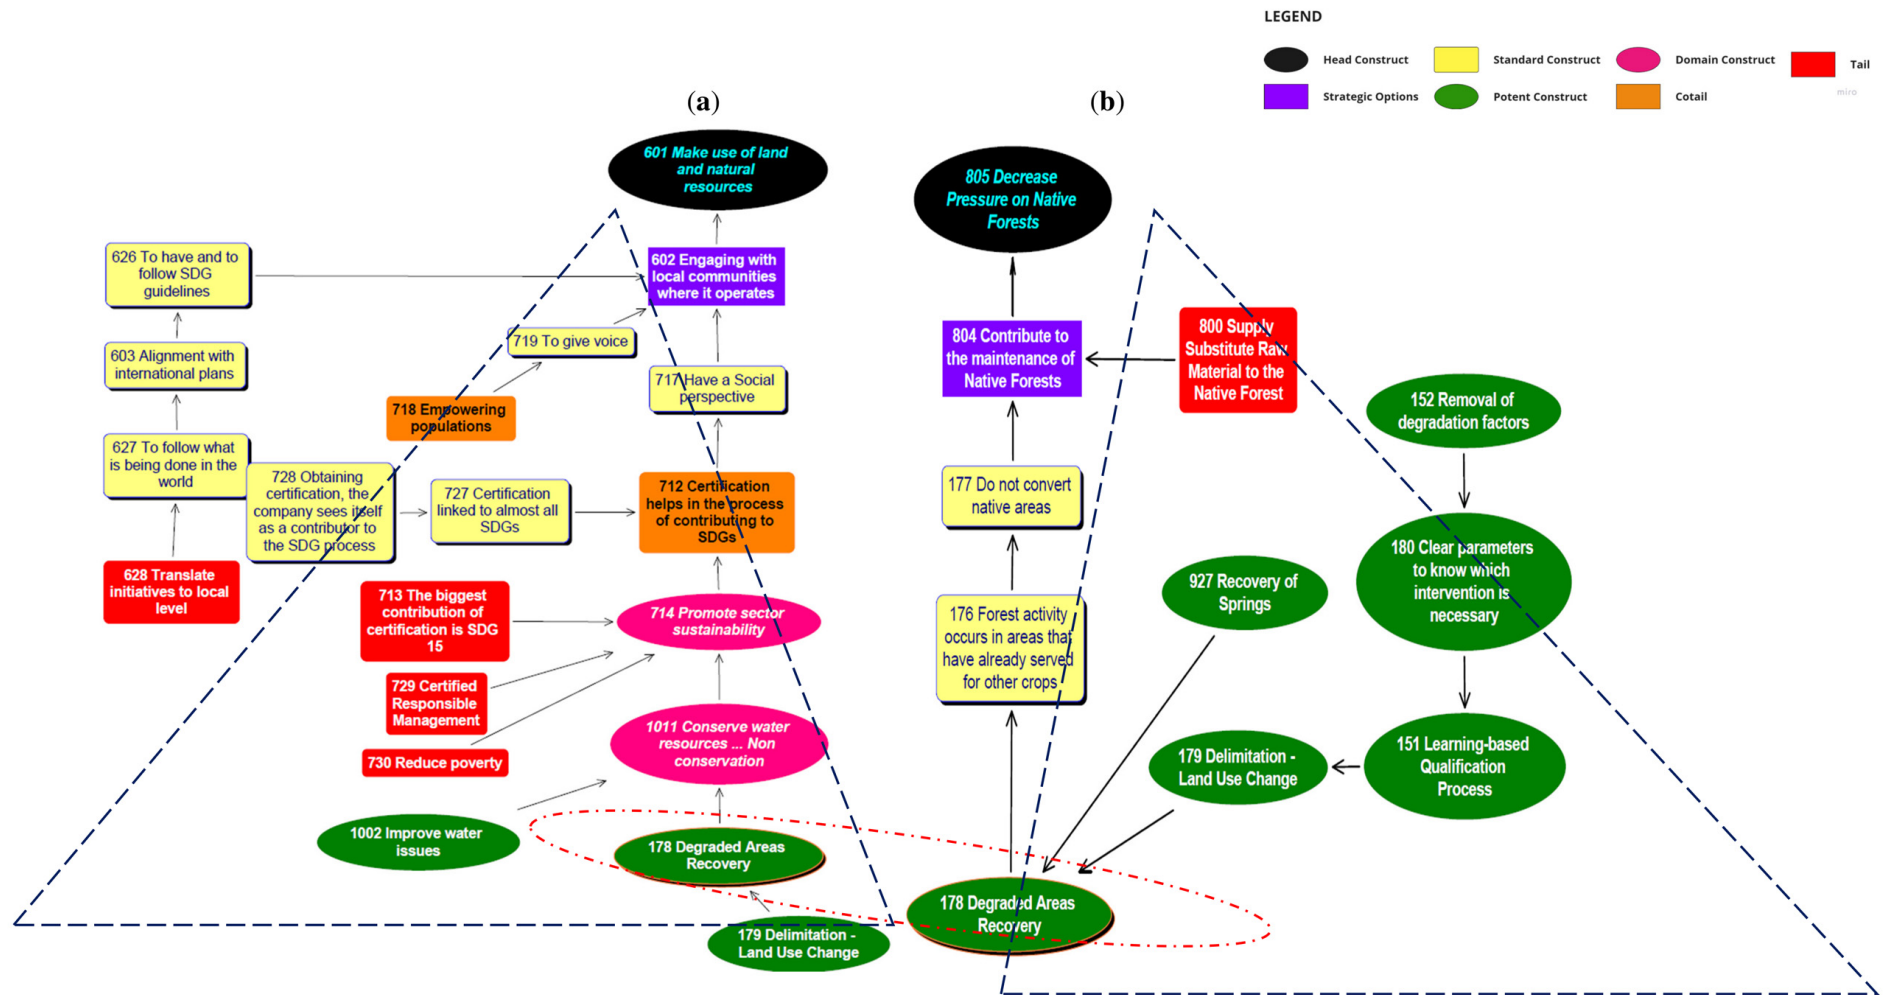 LEGEND
Head Construct
Standard Construct
Domain Construct
Tail
Strategic Options
Potent Construct
Cotail
miro
(a)
601 Make use of land
and natural
resources
626 To have and to
follow SDG
guidelines
602 Engaging with
local communities
where it operates
719 To give voice
603 Alignment with
international plans
717 Have a Social
perspective
718 Empowering
populations
627 To follow what
is being done in the
world
728 Obtaining
certification, the
company sees itself
as a contributor to
the SDG process
727 Certification
linked to almost all
SDGs
712 Certification
helps in the process
of contributing to
SDGs
628 Translate
initiatives to local
level
713 The biggest
contribution of
certification is SDG
15
714 Promote sector
sustainability
729 Certified
Responsible
Management
730 Reduce poverty
1011 Conserve water
resources ... Non
conservation
1002 Improve water
issues
178 Degraded Areas
Recovery
179 Delimitation -
Land Use Change
(b)
805 Decrease
Pressure on Native
Forests
804 Contribute to
the maintenance of
Native Forests
800 Supply
Substitute Raw
Material to the
Native Forest
152 Removal of
degradation factors
177 Do not convert
native areas
180 Clear parameters
to know which
intervention is
necessary
927 Recovery of
Springs
176 Forest activity
occurs in areas that
have already served
for other crops
179 Delimitation -
Land Use Change
151 Learning-based
Qualification
Process
178 Degraded Areas
Recovery